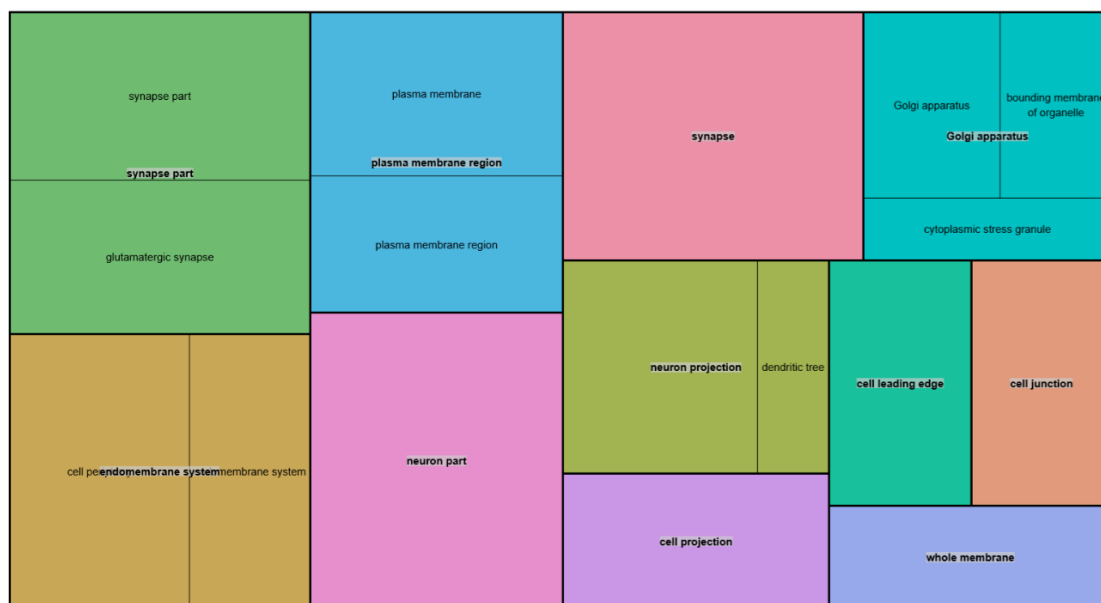 synapse part
synapse part
glutamatergic synapse
plasma membrane
plasma membrane region
plasma membrane region
synapse
Golgi apparatus
bounding membrane
of organelle
Golgi apparatus
cytoplasmic stress granule
neuron projection
dendritic tree
cell leading edge
cell junction
cell
endomembrane system
membrane system
neuron part
cell projection
whole membrane